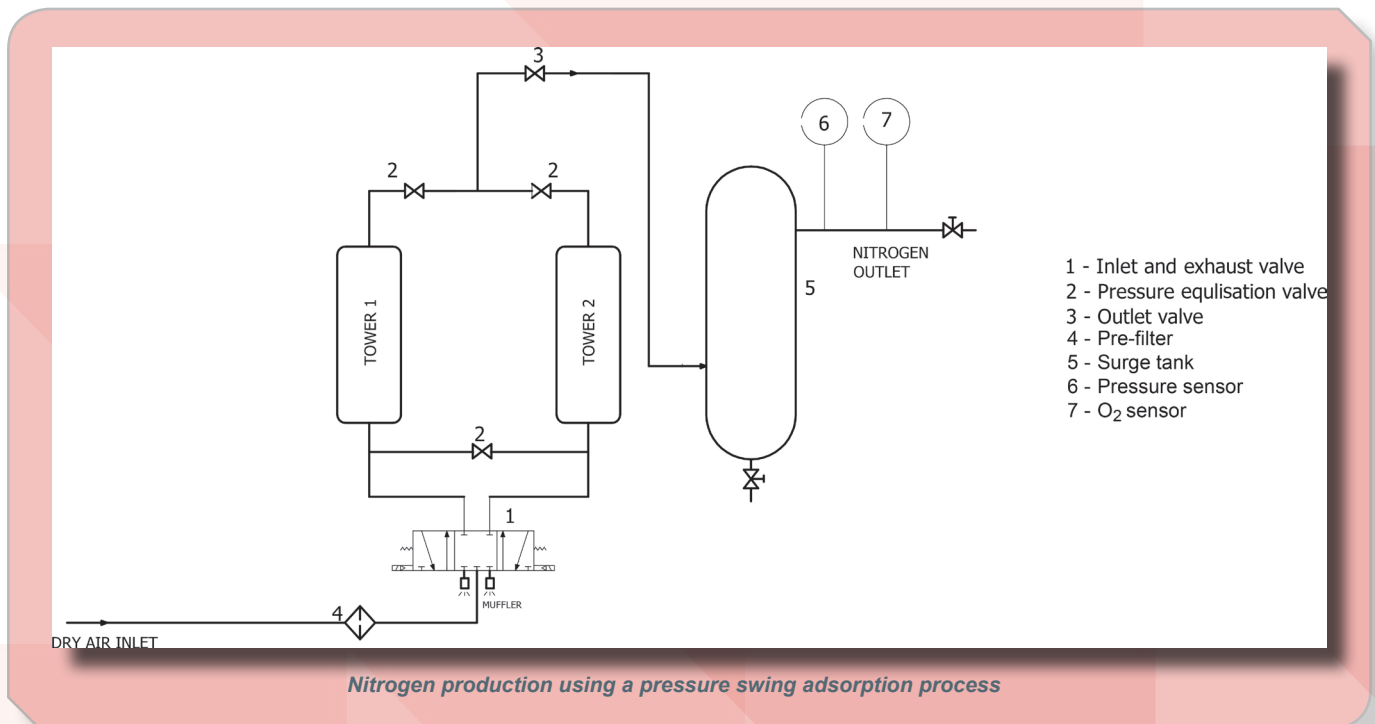 3
2
2
6
7
TOWER 1
TOWER 2
NITROGEN
OUTLET
5
2
1
MUFFLER
4
DRY AIR INLET
1 - Inlet and exhaust valve
2 - Pressure equlisation valve
3 - Outlet valve
4 - Pre-filter
5 - Surge tank
6 - Pressure sensor
7 - O2 sensor
Nitrogen production using a pressure swing adsorption process